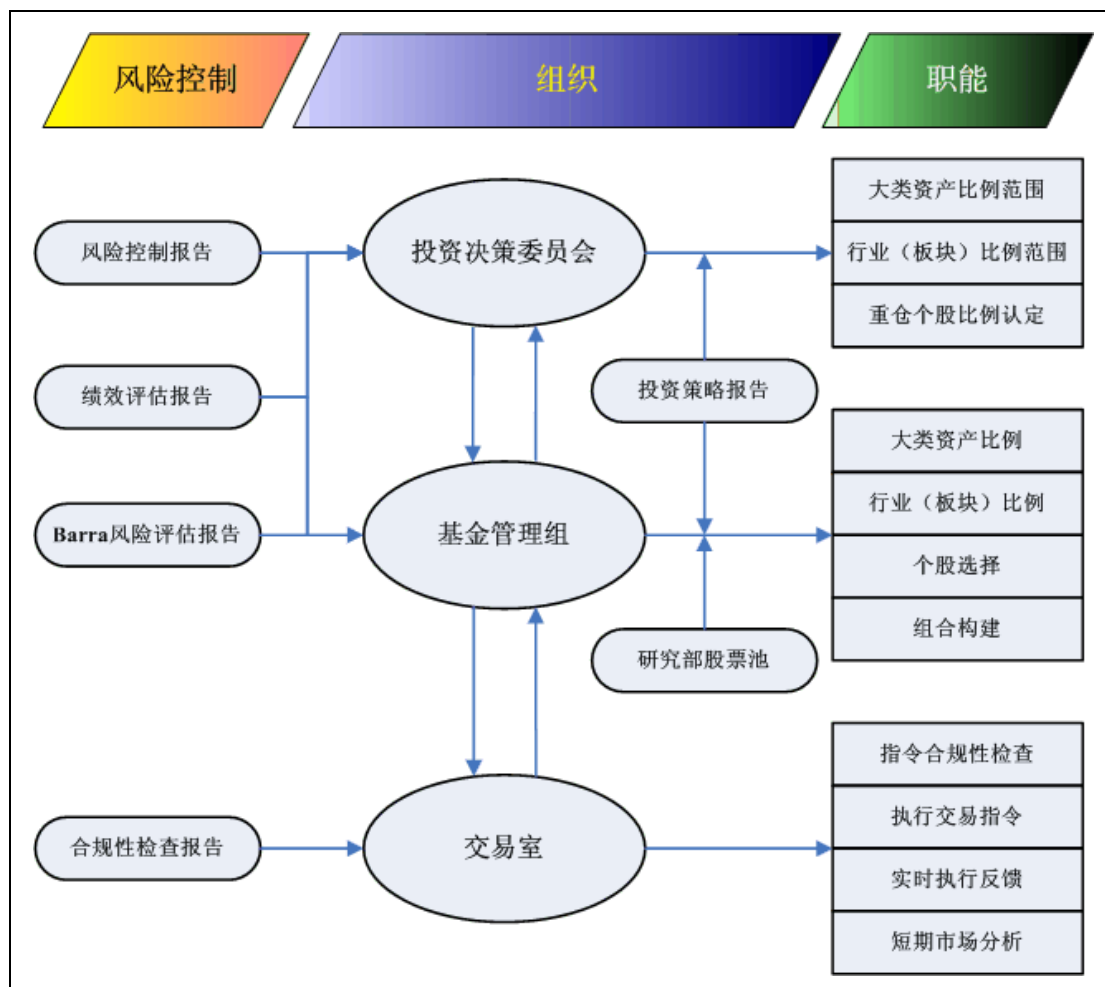 风险控制
组织
职能
风险控制报告
绩效评估报告
Barra风险评估报告
合规性检查报告
投资决策委员会
基金管理组
交易室
投资策略报告
研究部股票池
大类资产比例范围
行业（板块）比例范围
重仓个股比例认定
大类资产比例
行业（板块）比例
个股选择
组合构建
指令合规性检查
执行交易指令
实时执行反馈
短期市场分析